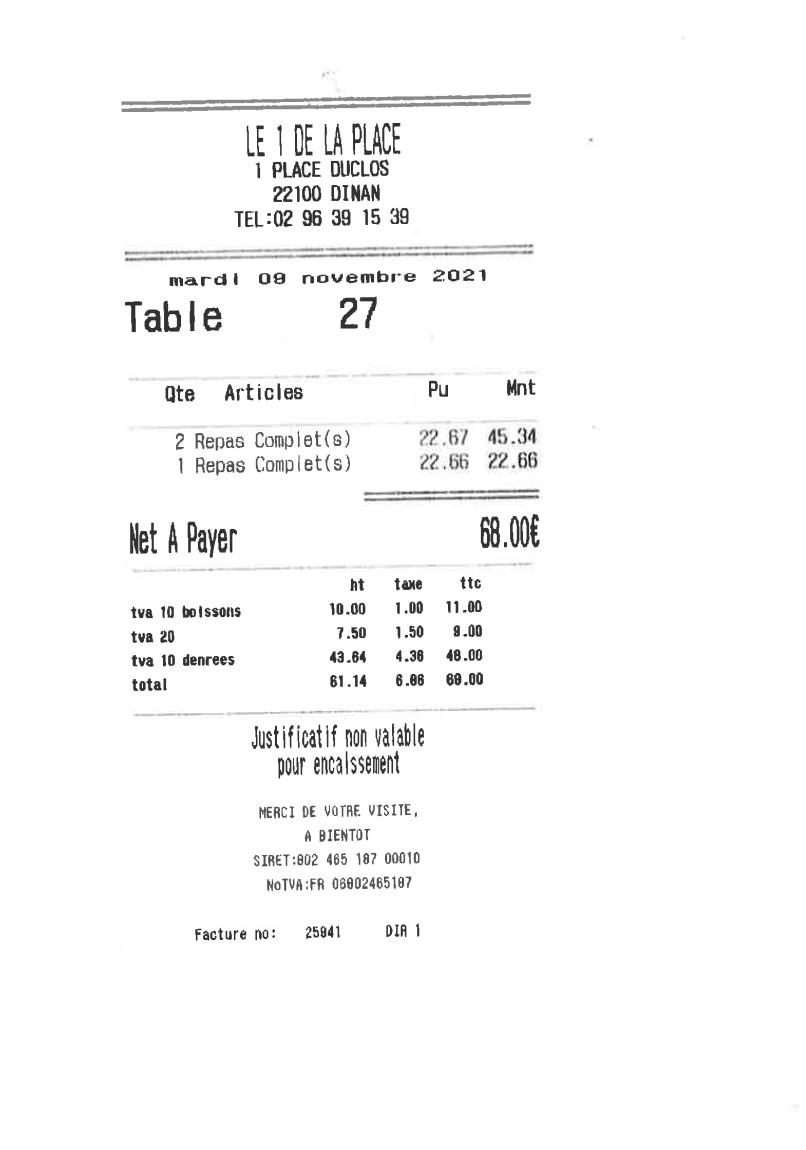 LE 1 DE LA PLACE
1 PLACE DUCLOS
22100 DINAN
TEL:02 96 39 15 39
mardi 09 novembre 2021
Table 27
Qte Articles Pu Mnt
2 Repas Complet(s) 22.67 45.34
1 Repas Complet(s) 22.66 22.66
Net A Payer 68.00€
ht taxe ttc
tva 10 boissons 10.00 1.00 11.00
tva 20 7.50 1.50 9.00
tva 10 denrees 43.64 4.36 48.00
total 61.14 6.86 68.00
Justificatif non valable
pour encaissement
MERCI DE VOTRE VISITE,
A BIENTOT
SIRET:802 465 187 00010
NoTVA:FR 06802465187
Facture no: 25941 DIR 1